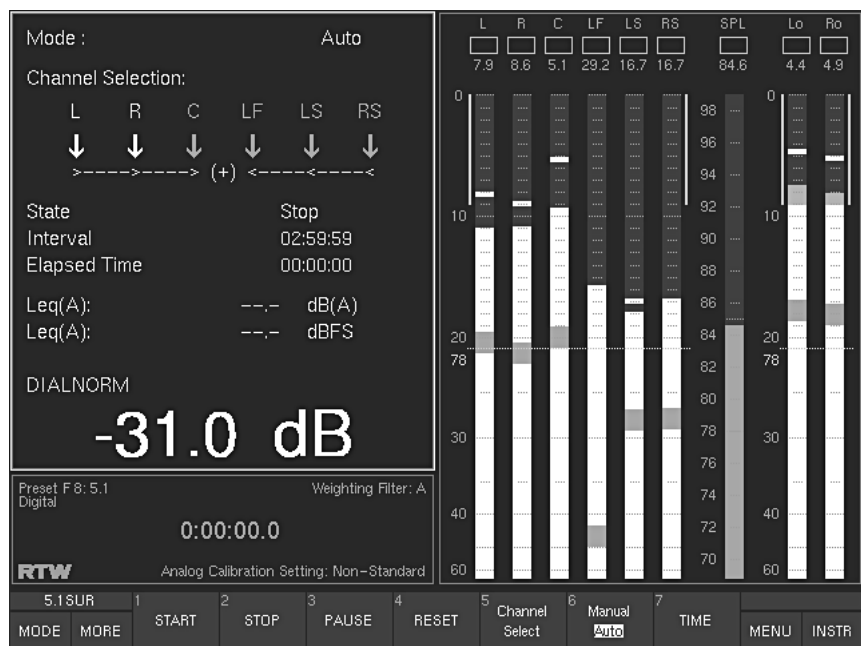 Mode : Auto
Channel Selection:
L R C LF LS RS
>---->----> (+) <----<----<
State Stop
Interval 02:59:59
Elapsed Time 00:00:00
Leq(A): --.- dB(A)
Leq(A): --.- dBFS
DIALNORM
-31.0 dB
Preset F 8: 5.1 Weighting Filter: A
Digital
0:00:00.0
RTW Analog Calibration Setting: Non-Standard
L R C LF LS RS SPL Lo Ro
7.9 8.6 5.1 29.2 16.7 16.7 84.6 4.4 4.9
0 0
98
96
94
92
10 10
90
88
86
84
20 20
78 78
82
80
30 78 30
76
74
40 40
72
70
60 60
5.1SUR 1 2 3 4 5 6 7
MODE MORE START STOP PAUSE RESET Channel Select Manual Auto TIME MENU INSTR